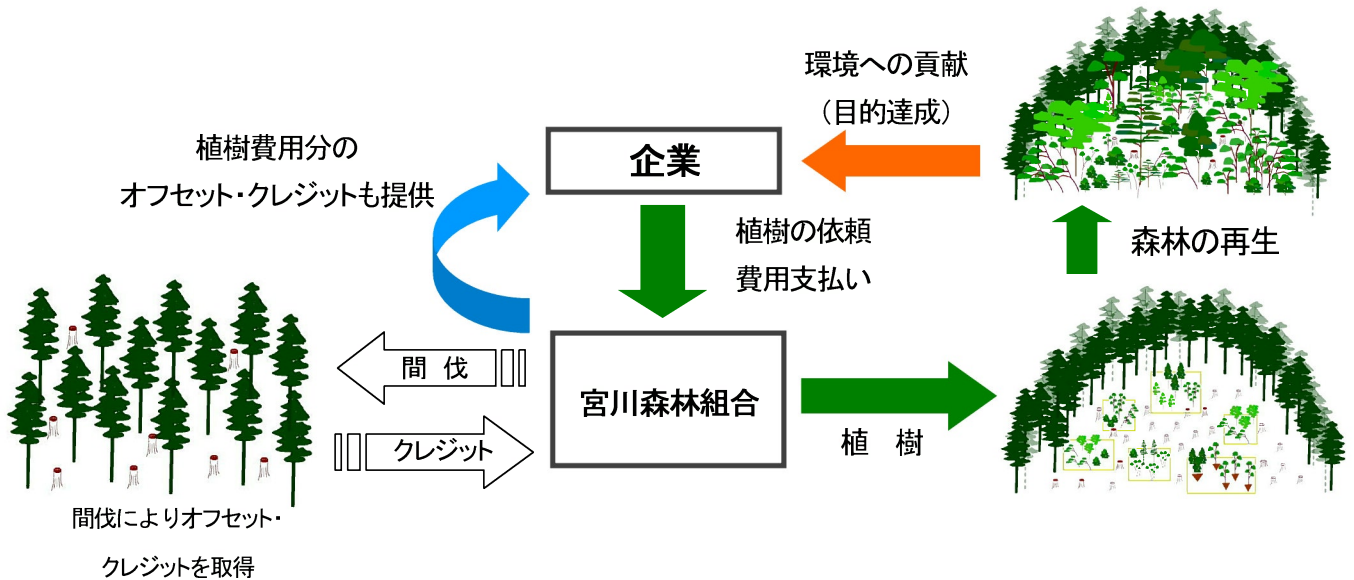 環境への貢献
（目的達成）
植樹費用分の
オフセット・クレジットも提供
企業
植樹の依頼
費用支払い
森林の再生
間　伐
宮川森林組合
クレジット
植　樹
間伐によりオフセット・
クレジットを取得